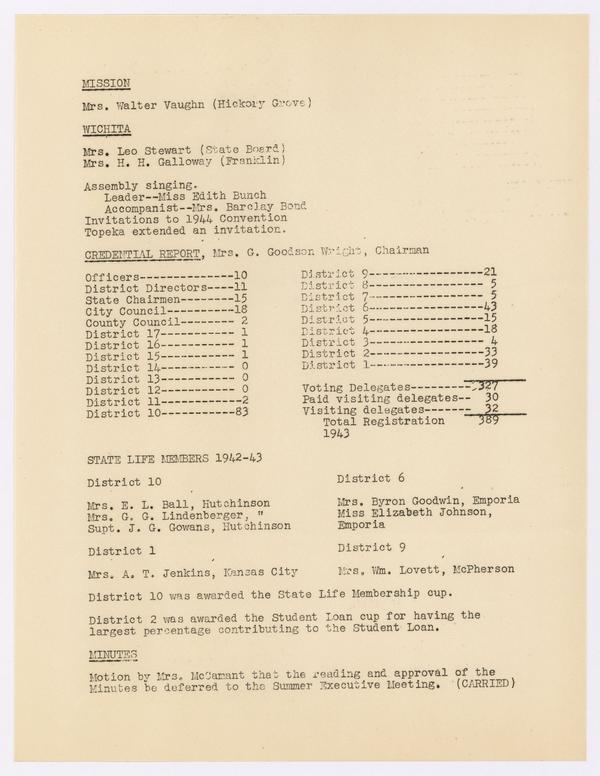 MISSION
Mrs. Walter Vaughn (Hickory Grove)
WICHITA
Mrs. Leo Stewart (State Board)
Mrs. H. H. Galloway (Franklin)
Assembly singing.
Leader--Miss Edith Bunch
Accompanist--Mrs. Barclay Bond
Invitations to 1944 Convention
Topeka extended an invitation.
CREDENTIAL REPORT, Mrs. G. Goodson Wright, Chairman
Officers--------------10
District Directors----11
State Chairmen--------15
City Council----------18
County Council-------- 2
District 17----------- 1
District 16----------- 1
District 15----------- 1
District 14----------- 0
District 13----------- 0
District 12----------- 0
District 11------------2
District 10-----------83
District 9-----------------21
District 8----------------- 5
District 7----------------- 5
District 6-----------------43
District 5-----------------15
District 4-----------------18
District 3----------------- 4
District 2-----------------33
District 1-----------------39
Voting Delegates---------327
Paid visiting delegates-- 30
Visiting delegates------- 32
Total Registration 389
1943
STATE LIFE MEMBERS 1942-43
District 10
Mrs. E. L. Ball, Hutchinson
Mrs. G. G. Lindenberger, "
Supt. J. G. Gowans, Hutchinson
District 1
Mrs. A. T. Jenkins, Kansas City
District 6
Mrs. Byron Goodwin, Emporia
Miss Elizabeth Johnson,
Emporia
District 9
Mrs. Wm. Lovett, McPherson
District 10 was awarded the State Life Membership cup.
District 2 was awarded the Student Loan cup for having the
largest percentage contributing to the Student Loan.
MINUTES
Motion by Mrs. McCamant that the reading and approval of the
Minutes be deferred to the Summer Executive Meeting. (CARRIED)